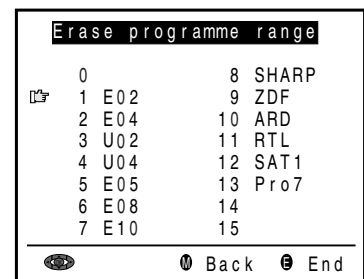 Erase programme range
0
1 E02
2 E04
3 U02
4 U04
5 E05
6 E08
7 E10
8 SHARP
9 ZDF
10 ARD
11 RTL
12 SAT1
13 Pro7
14
15
M Back E End